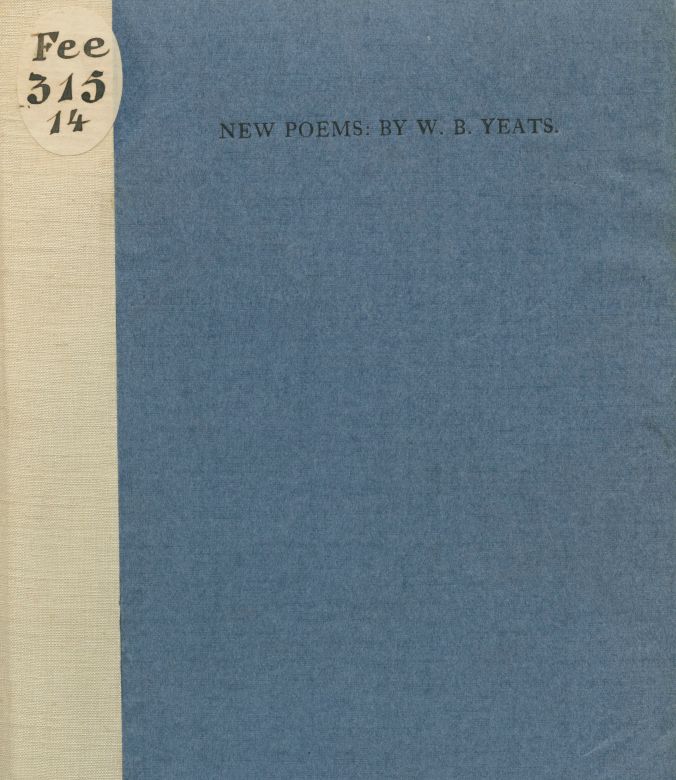 Fee
315
14
NEW POEMS: BY W. B. YEATS.